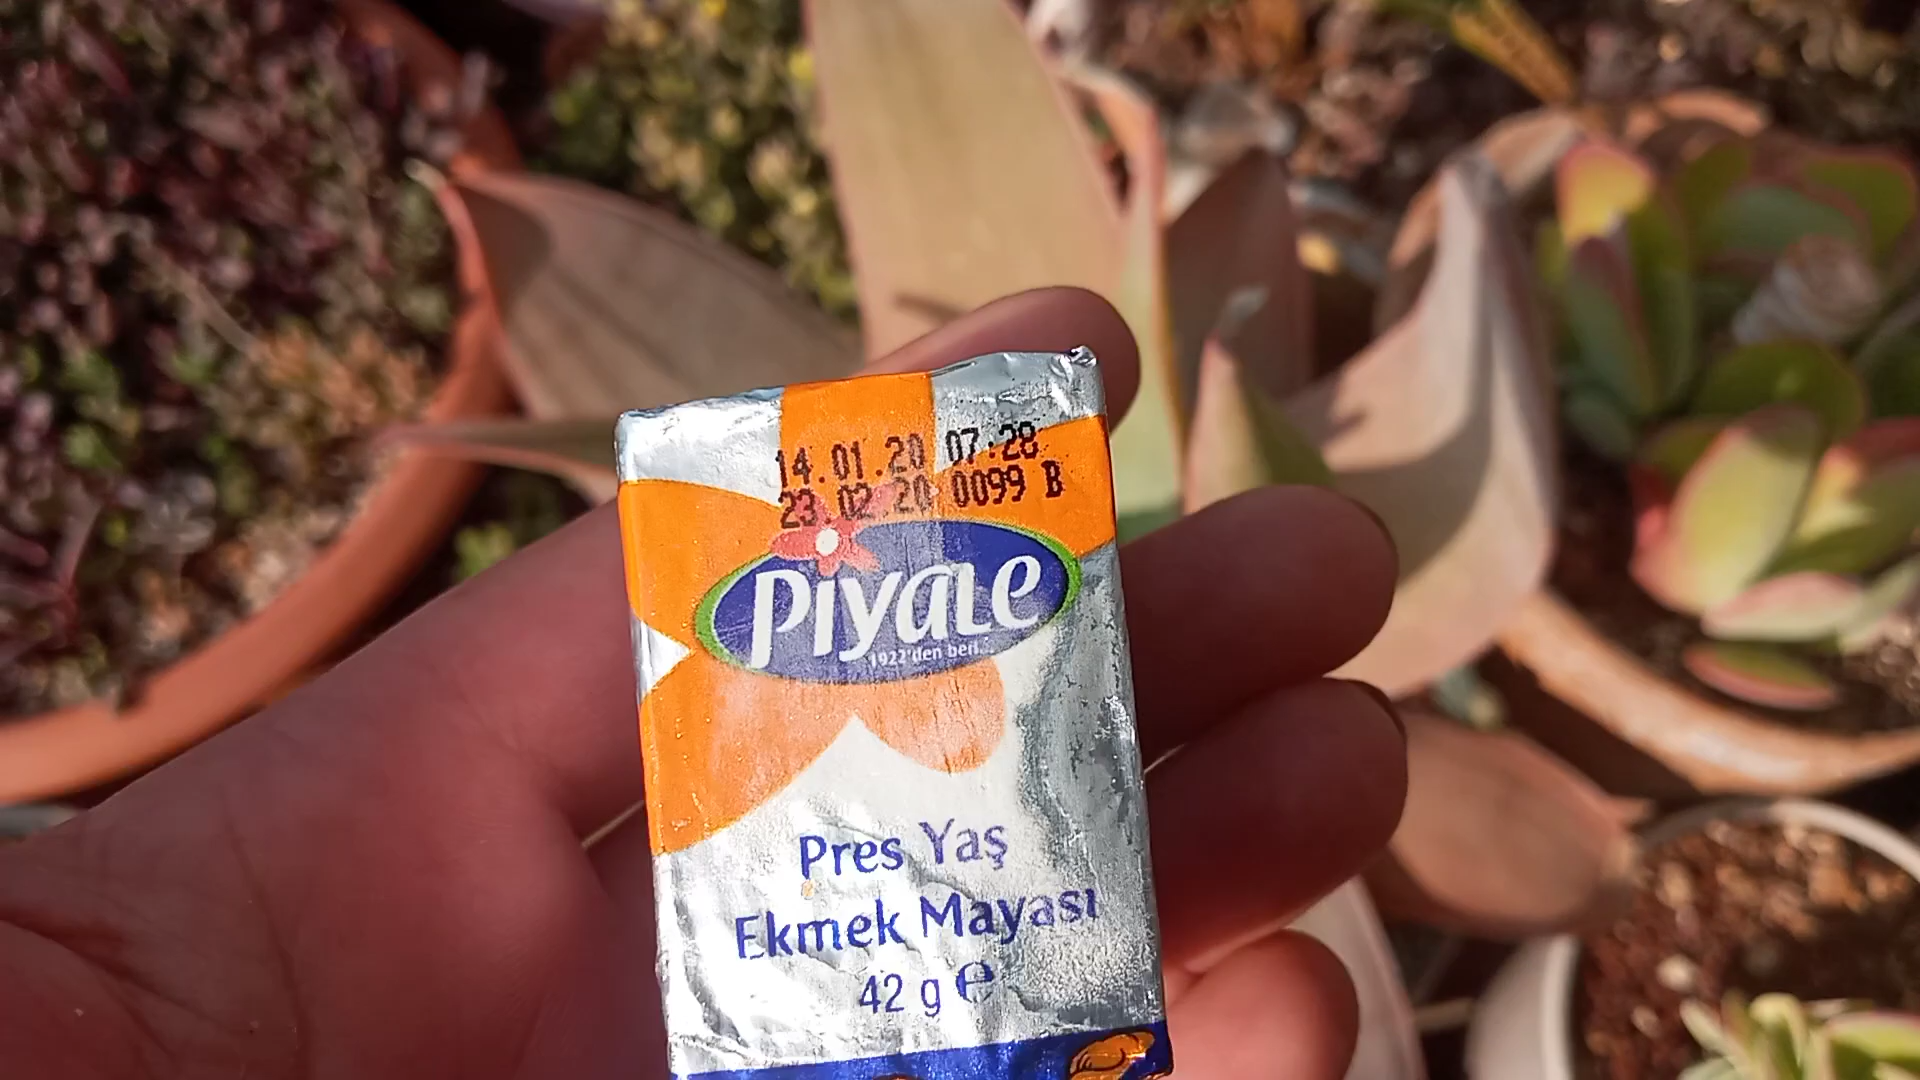 14.01.20 07:28
23.02.20 0099 B
Piyale
1922'den beri...
Pres Yaş
Ekmek Mayası
42 g ℮